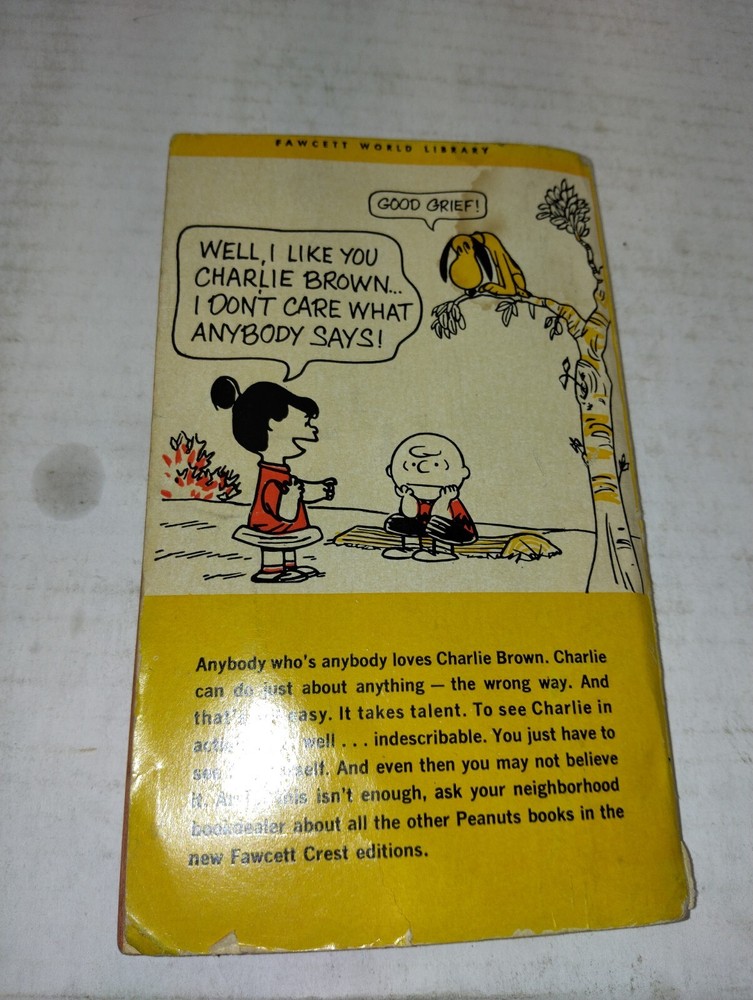 FAWCETT WORLD LIBRARY
GOOD GRIEF!
WELL, I LIKE YOU
CHARLIE BROWN...
I DON'T CARE WHAT
ANYBODY SAYS!
Anybody who's anybody loves Charlie Brown. Charlie
can do just about anything — the wrong way. And
that's easy. It takes talent. To see Charlie in
well . . . indescribable. You just have to
And even then you may not believe
it. isn't enough, ask your neighborhood
bookdealer about all the other Peanuts books in the
new Fawcett Crest editions.